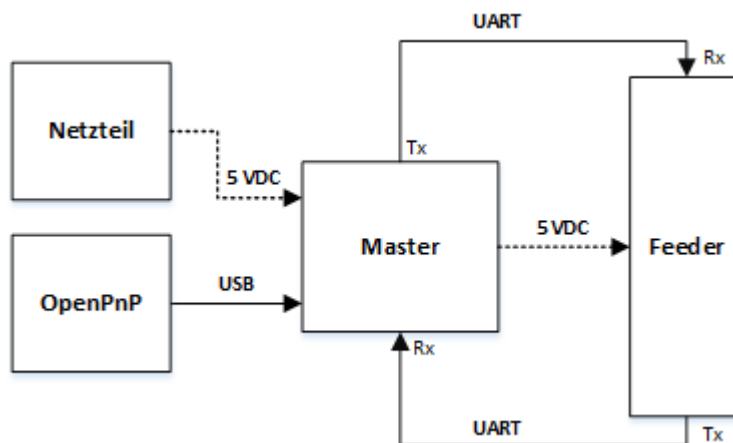 UART
Rx
Netzteil
Tx
5 VDC
5 VDC
Master
Feeder
OpenPnP
USB
Rx
UART
Tx